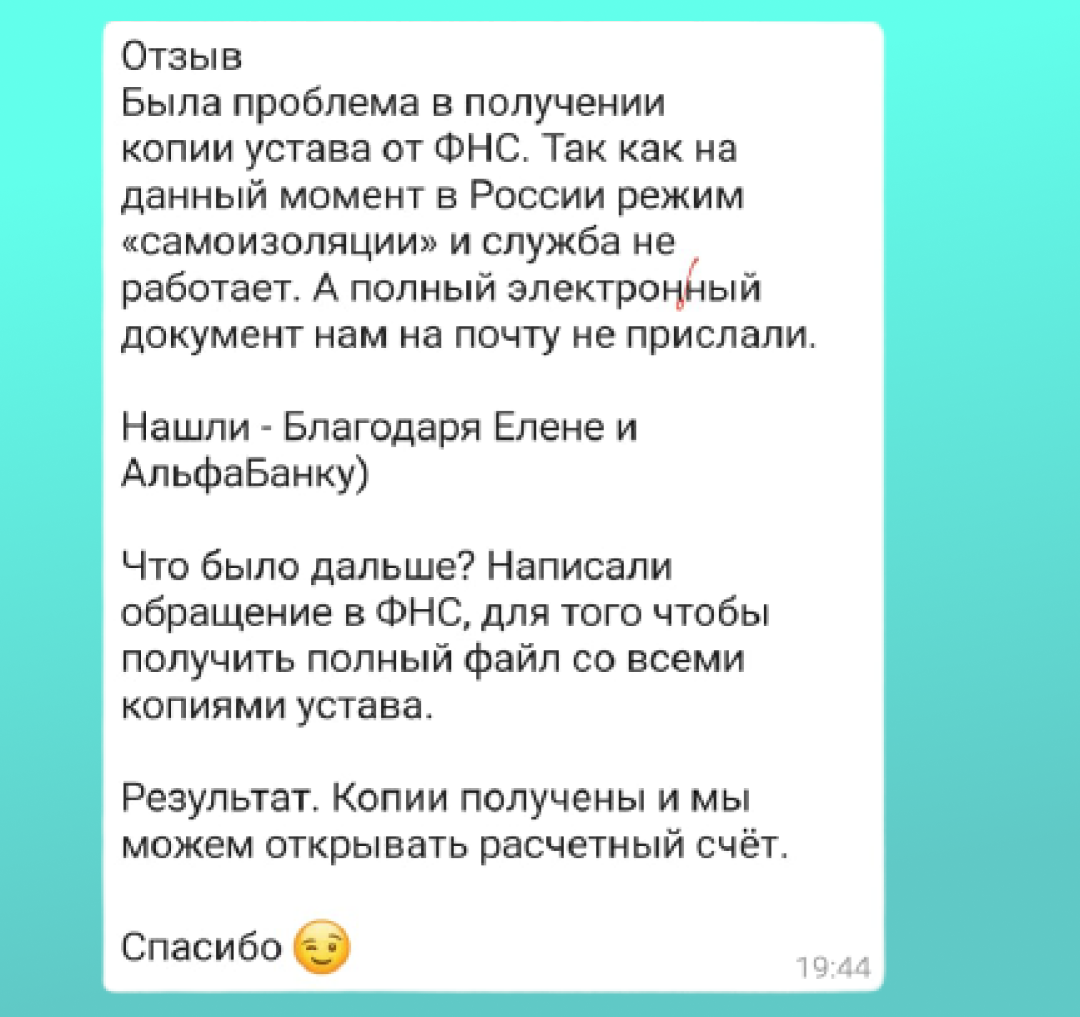 Отзыв
Была проблема в получении
копии устава от ФНС. Так как на
данный момент в России режим
«самоизоляции» и служба не
работает. А полный электронный
документ нам на почту не прислали.
Нашли - Благодаря Елене и
АльфаБанку)
Что было дальше? Написали
обращение в ФНС, для того чтобы
получить полный файл со всеми
копиями устава.
Результат. Копии получены и мы
можем открывать расчетный счёт.
Спасибо 😉
19:44